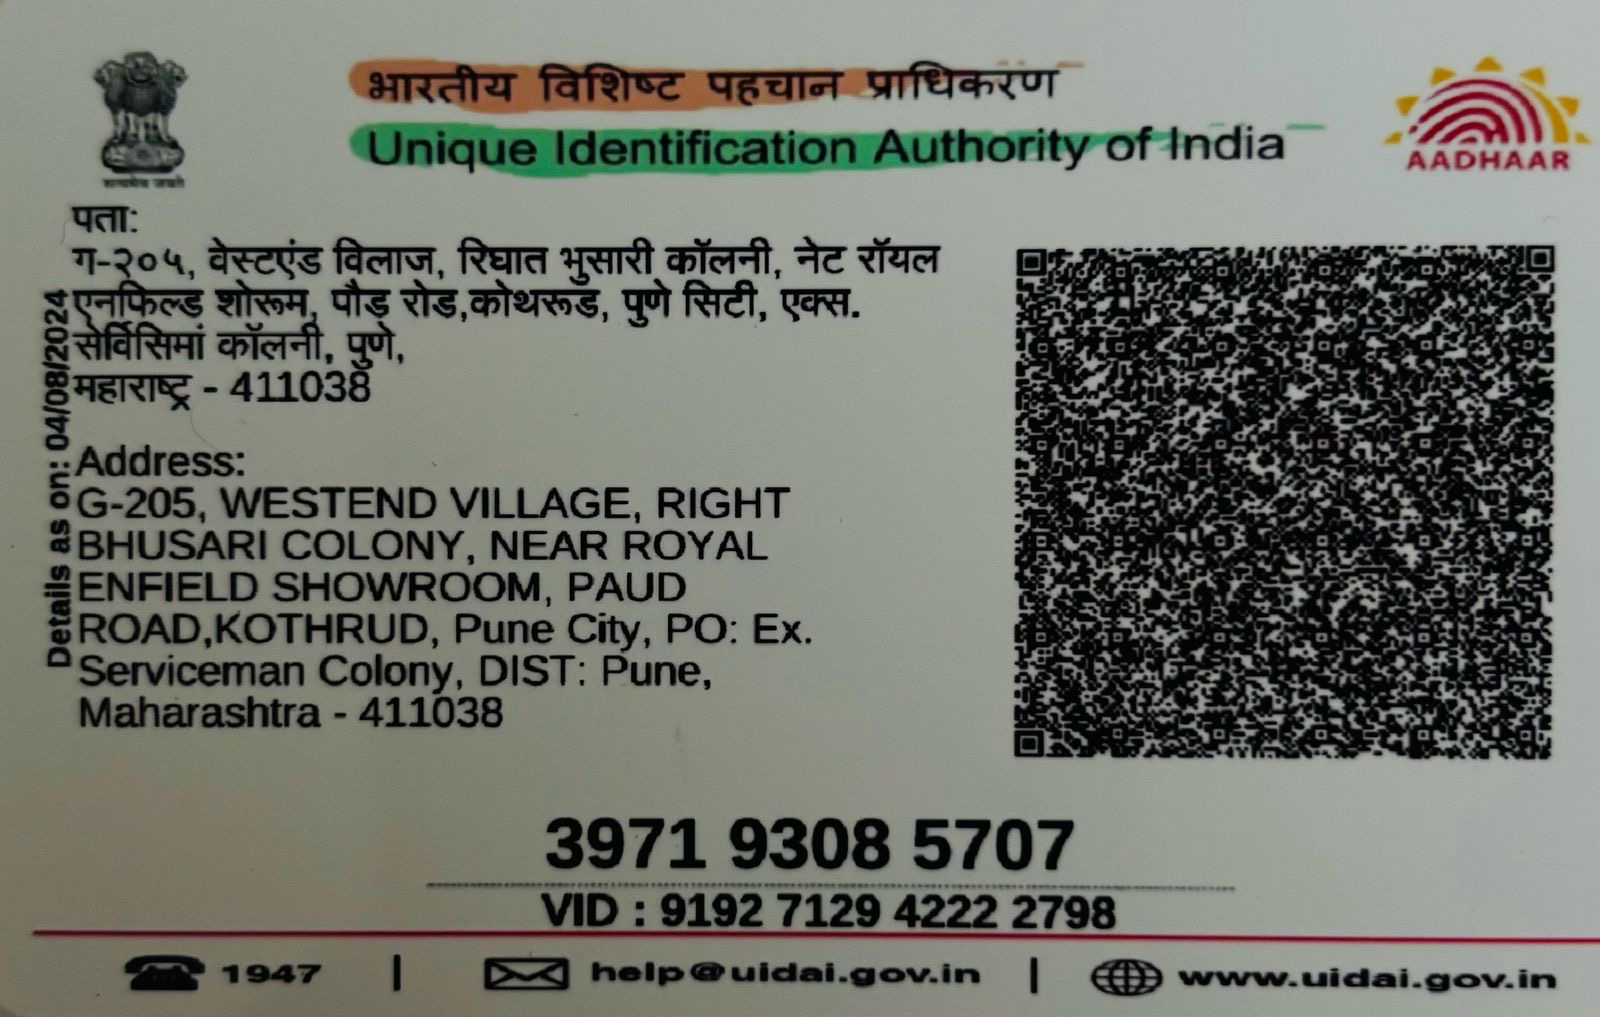 भारतीय विशिष्ट पहचान प्राधिकरण
Unique Identification Authority of India
AADHAAR
सत्यमेव जयते
पता:
ग-२०५, वेस्टएंड विलाज, रिघात भुसारी कॉलनी, नेट रॉयल
एनफिल्ड शोरूम, पौड रोड,कोथरूड, पुणे सिटी, एक्स.
सेर्विसिमां कॉलनी, पुणे,
महाराष्ट्र - 411038
Details as on: 04/08/2024
Address:
G-205, WESTEND VILLAGE, RIGHT
BHUSARI COLONY, NEAR ROYAL
ENFIELD SHOWROOM, PAUD
ROAD,KOTHRUD, Pune City, PO: Ex.
Serviceman Colony, DIST: Pune,
Maharashtra - 411038
3971 9308 5707
VID : 9192 7129 4222 2798
1947 | help@uidai.gov.in | www.uidai.gov.in